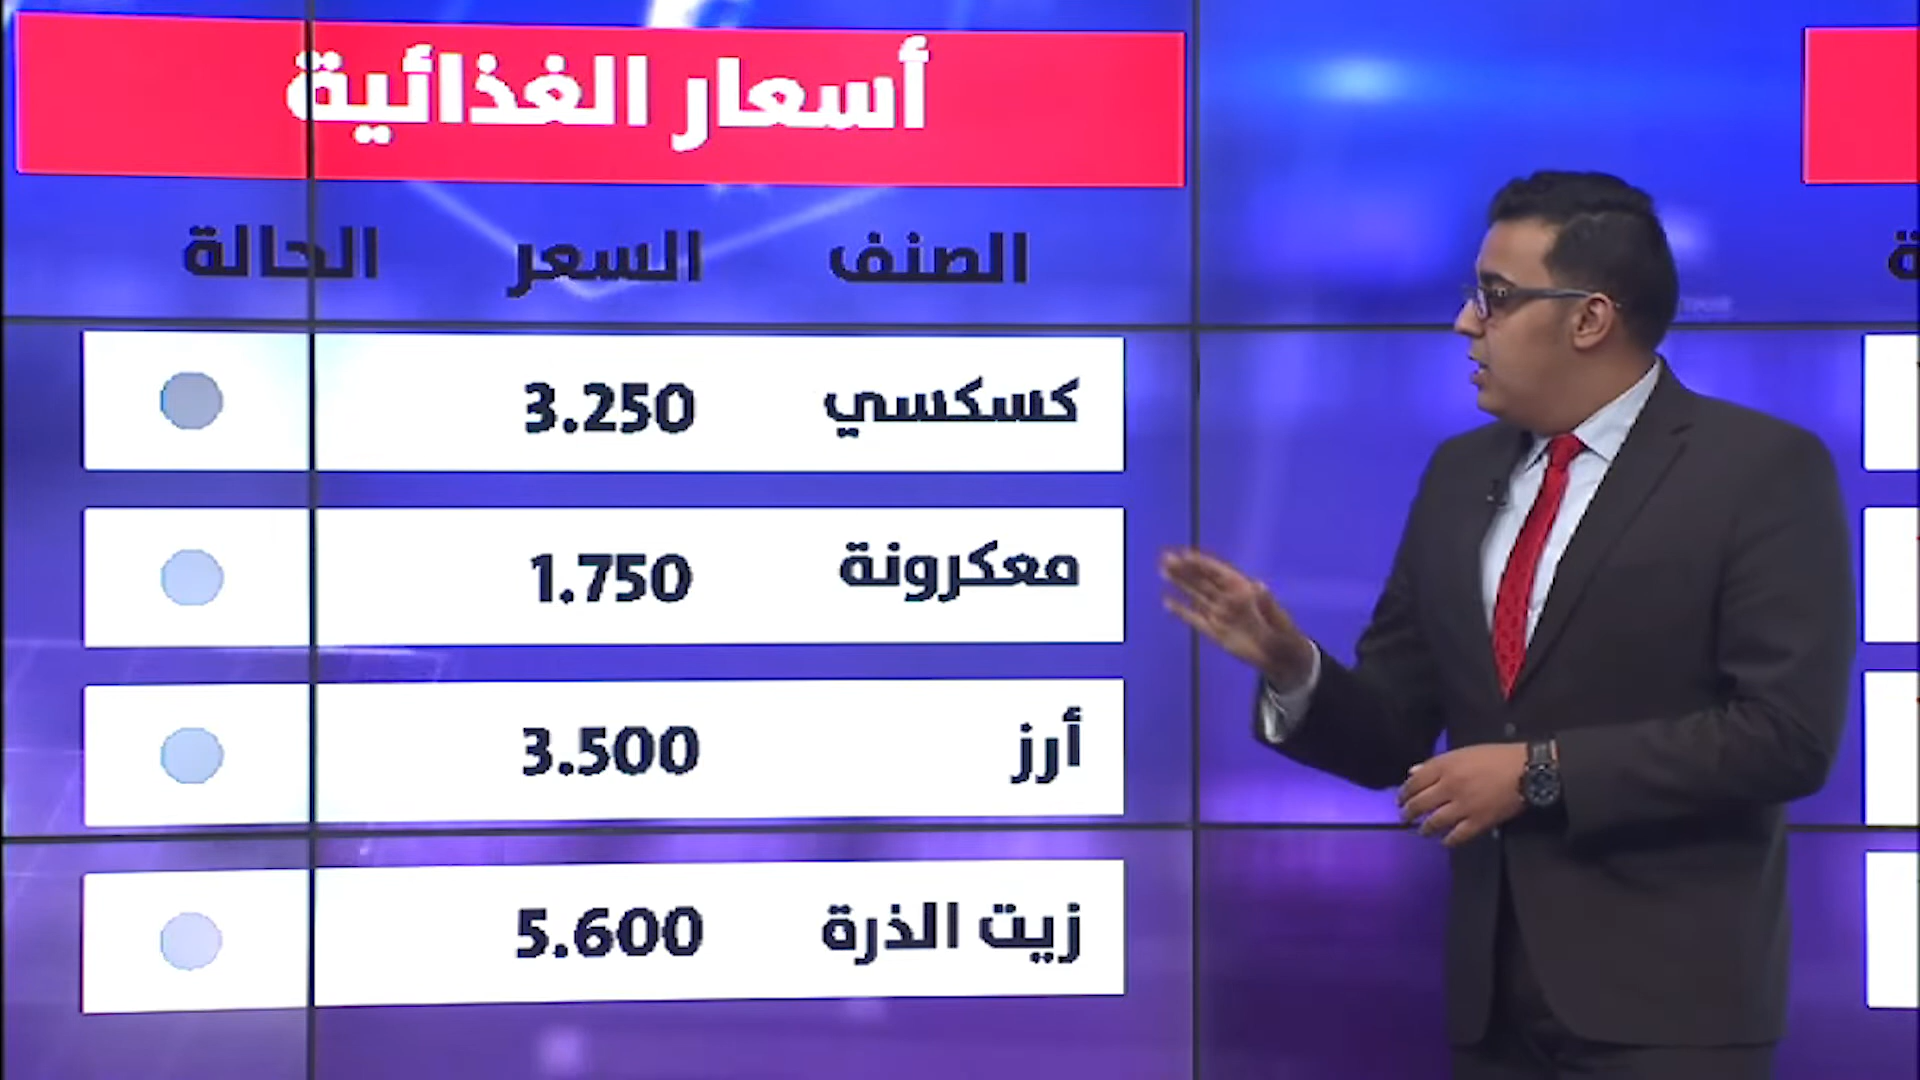 أسعار الغذائية
الصنف السعر الحالة
كسكسي 3.250
معكرونة 1.750
أرز 3.500
زيت الذرة 5.600